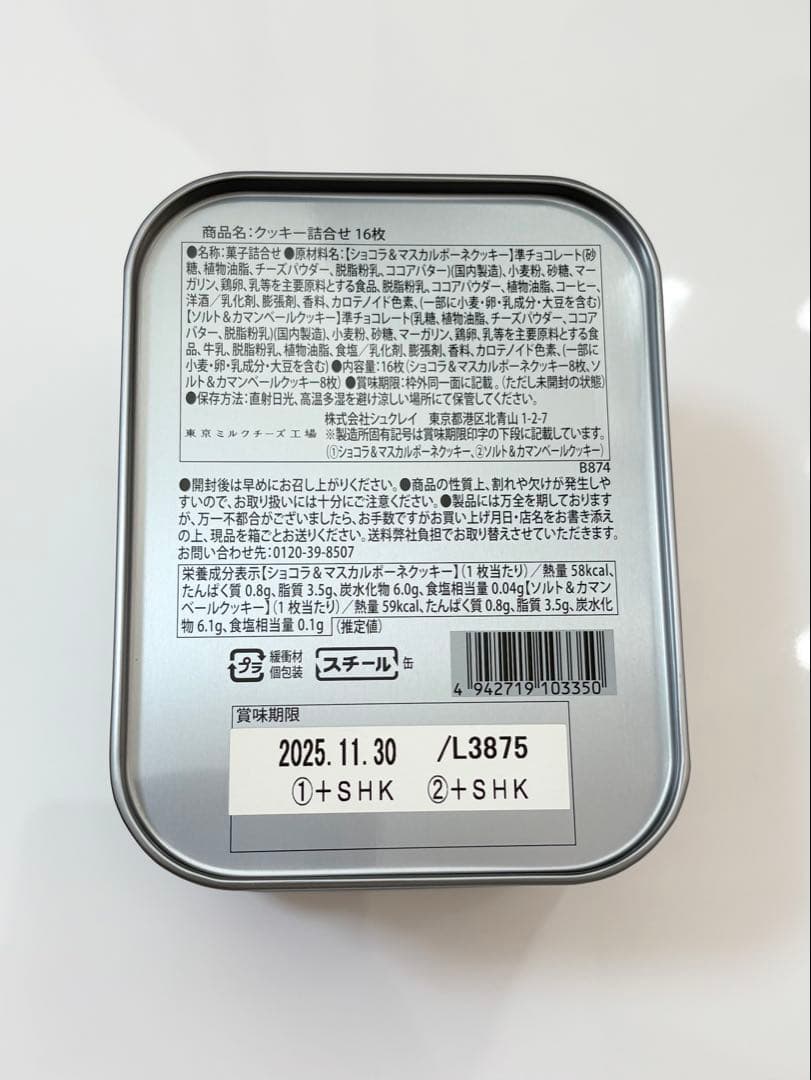 商品名:クッキー詰合せ 16枚
●名称:菓子詰合せ●原材料名:【ショコラ&マスカルポーネクッキー】準チョコレート(砂
糖、植物油脂、チーズパウダー、脱脂粉乳、ココアバター)(国内製造)、小麦粉、砂糖、マー
ガリン、鶏卵、乳等を主要原料とする食品、脱脂粉乳、ココアパウダー、植物油脂、コーヒー、
洋酒/乳化剤、膨張剤、香料、カロテノイド色素、(一部に小麦・卵・乳成分・大豆を含む)
【ソルト&カマンベールクッキー】準チョコレート(乳糖、植物油脂、チーズパウダー、ココア
バター、脱脂粉乳)(国内製造)、小麦粉、砂糖、マーガリン、鶏卵、乳等を主要原料とする食
品、牛乳、脱脂粉乳、植物油脂、食塩/乳化剤、膨張剤、香料、カロテノイド色素、(一部に
小麦・卵・乳成分・大豆を含む)●内容量:16枚(ショコラ&マスカルポーネクッキー8枚、ソ
ルト&カマンベールクッキー8枚)●賞味期限:枠外同一面に記載。(ただし未開封の状態)
●保存方法:直射日光、高温多湿を避け涼しい場所にて保管してください。
株式会社シュクレイ 東京都港区北青山 1-2-7
東京ミルクチーズ工場 ※製造所固有記号は賞味期限印字の下段に記載しています。
(①ショコラ&マスカルポーネクッキー、②ソルト&カマンベールクッキー)
B874
●開封後は早めにお召し上がりください。●商品の性質上、割れや欠けが発生しや
すいので、お取り扱いには十分にご注意ください。●製品には万全を期しております
が、万一不都合がございましたら、お手数ですがお買い上げ月日・店名をお書き添え
の上、現品を箱ごとお送りください。送料弊社負担でお取り替えさせていただきます。
お問い合わせ先:0120-39-8507
栄養成分表示【ショコラ&マスカルポーネクッキー】(1枚当たり)/熱量 58kcal、
たんぱく質 0.8g、脂質 3.5g、炭水化物 6.0g、食塩相当量 0.04g【ソルト&カマン
ベールクッキー】(1枚当たり)/熱量 59kcal、たんぱく質 0.8g、脂質 3.5g、炭水化
物 6.1g、食塩相当量 0.1g (推定値)
プラ 緩衝材 個包装 スチール 缶
4 942719 103350
賞味期限
2025.11.30 /L3875
①+SHK ②+SHK